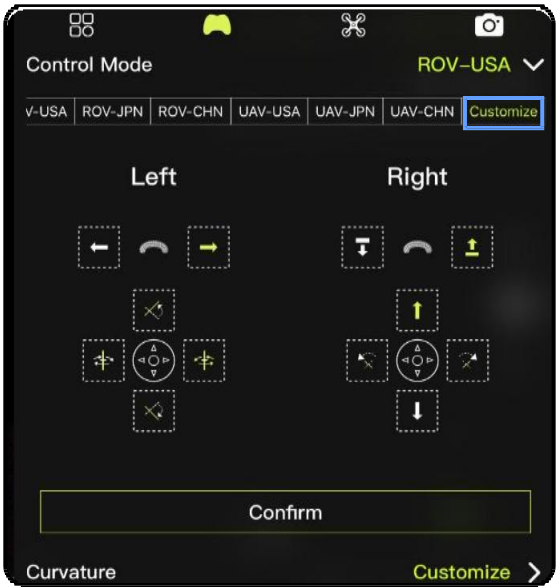 Control Mode ROV-USA
V-USA ROV-JPN ROV-CHN UAV-USA UAV-JPN UAV-CHN Customize
Left Right
Confirm
Curvature Customize